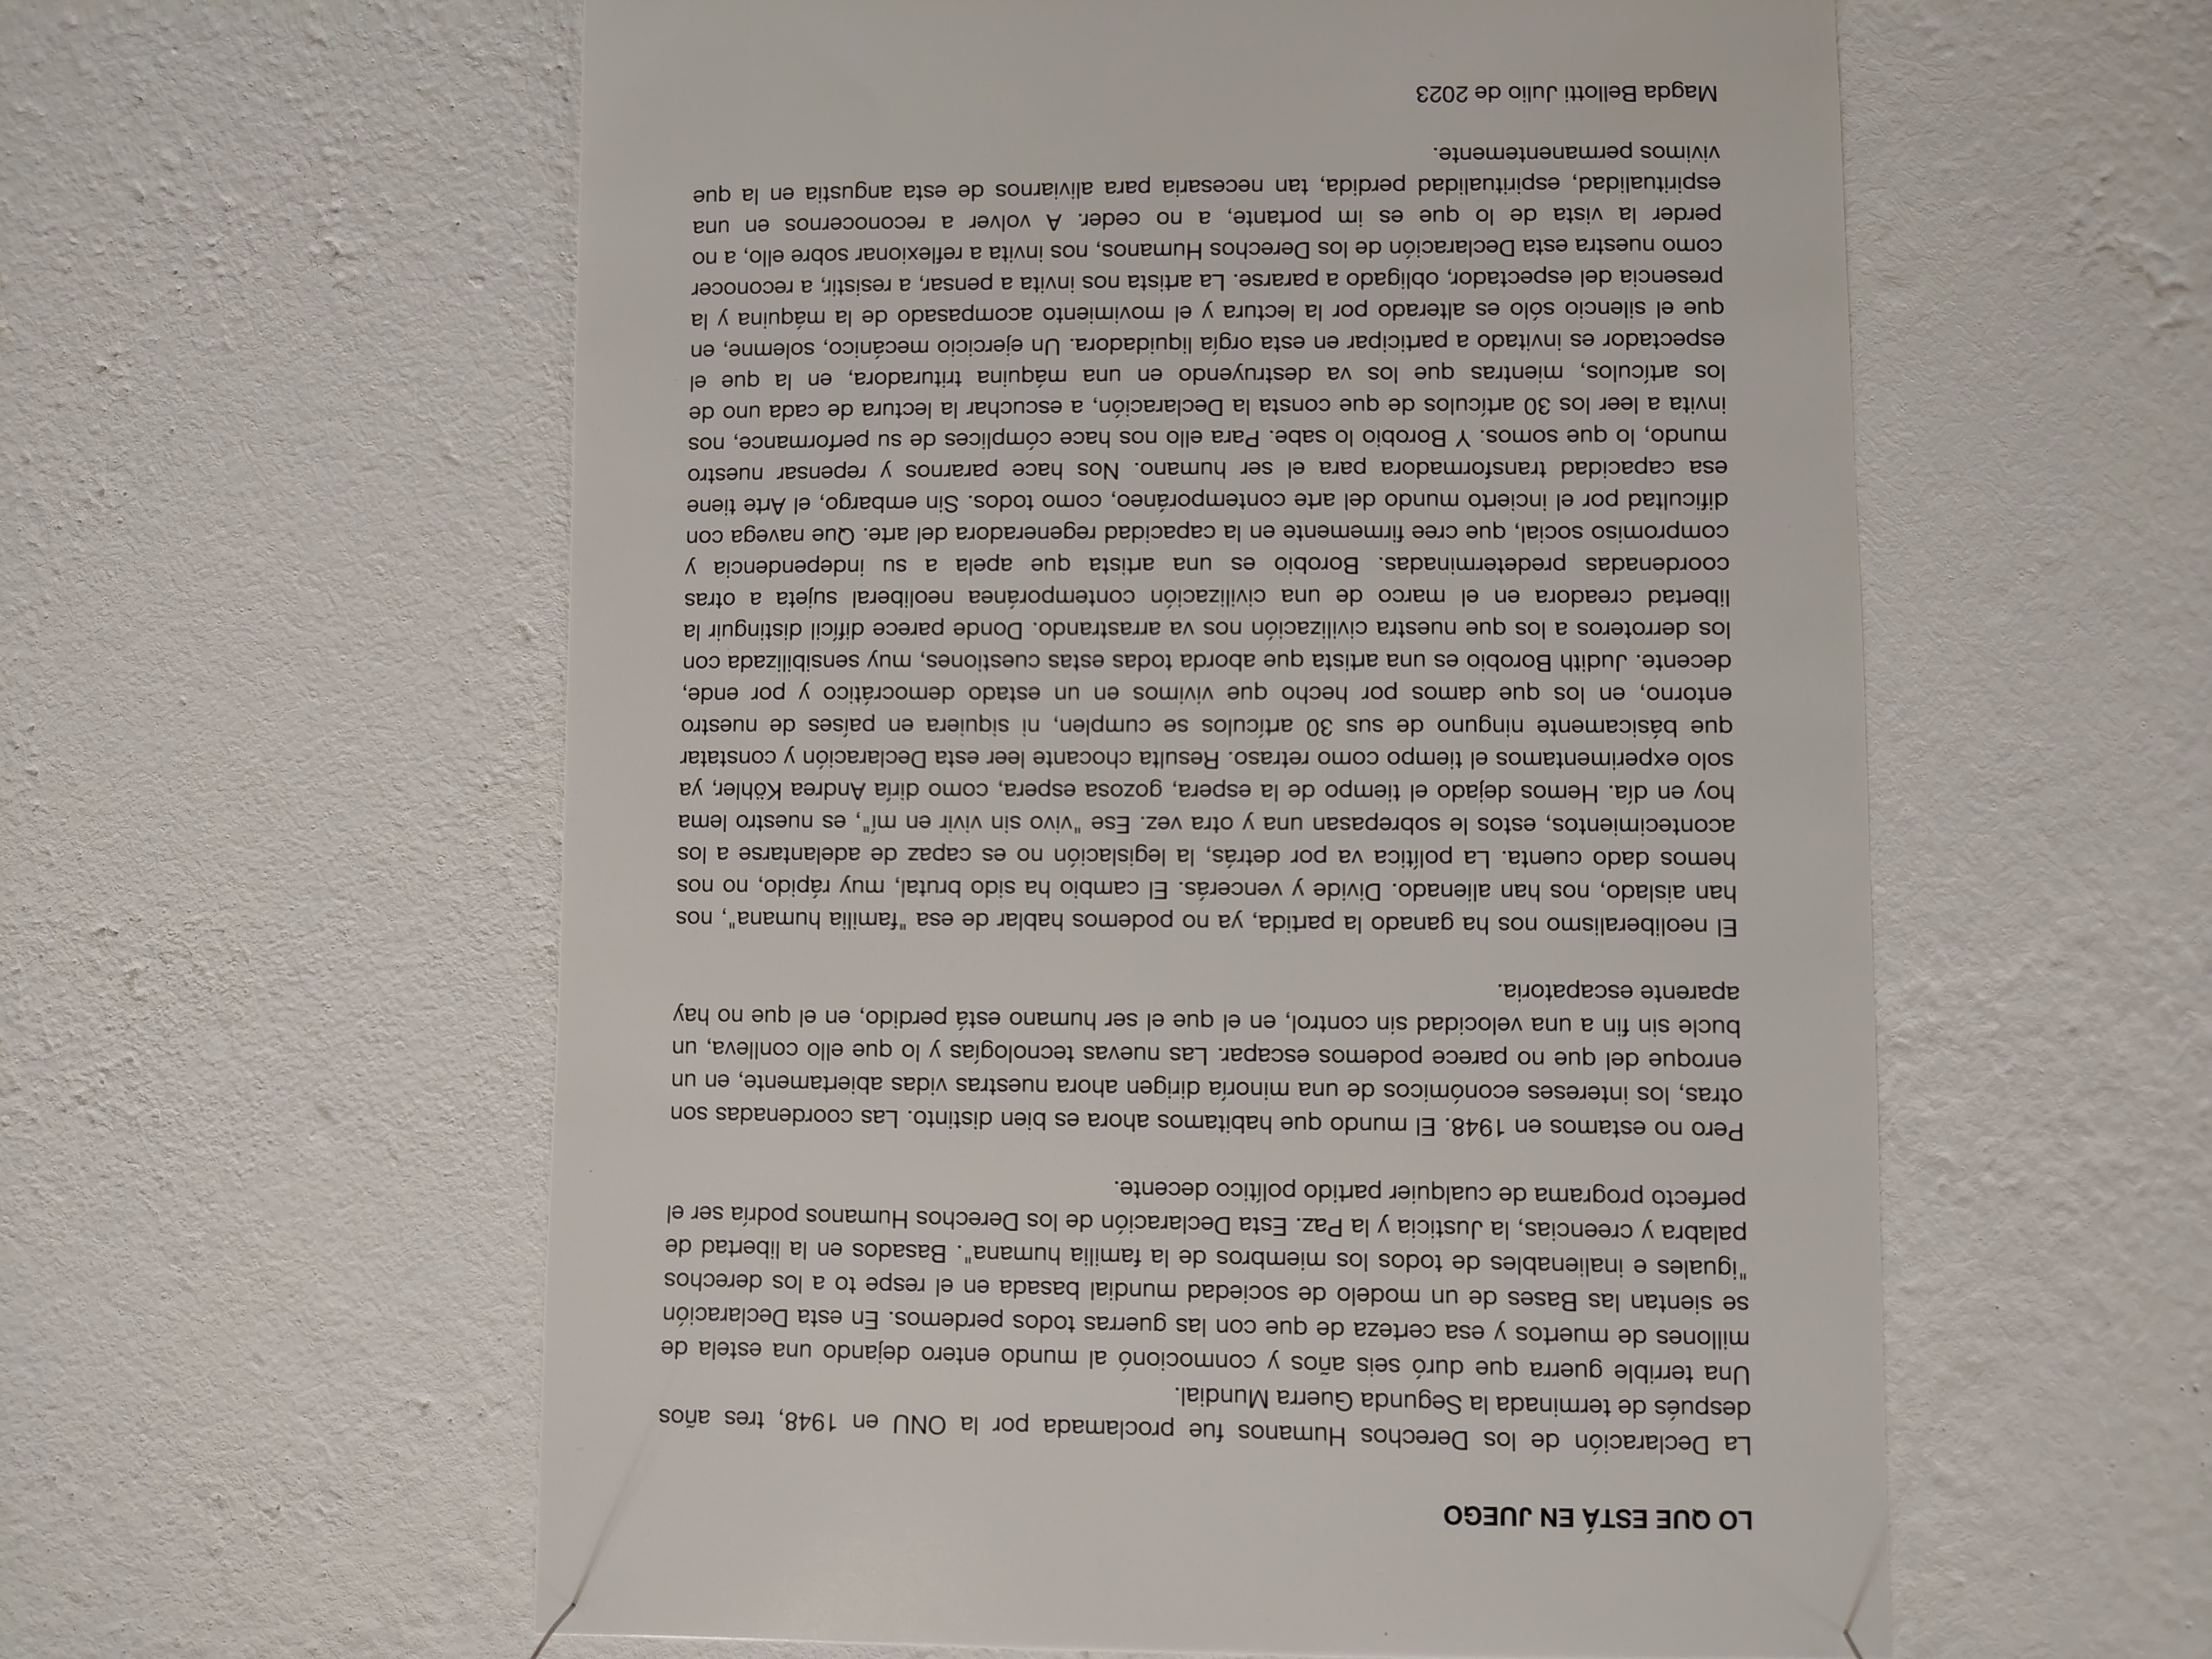 LO QUE ESTÁ EN JUEGO
La Declaración de los Derechos Humanos fue proclamada por la ONU en 1948, tres años
después de terminada la Segunda Guerra Mundial.
Una terrible guerra que duró seis años y conmocionó al mundo entero dejando una estela de
millones de muertos y esa certeza de que con las guerras todos perdemos. En esta Declaración
se sientan las Bases de un modelo de sociedad mundial basada en el respe to a los derechos
"iguales e inalienables de todos los miembros de la familia humana". Basados en la libertad de
palabra y creencias, la Justicia y la Paz. Esta Declaración de los Derechos Humanos podría ser el
perfecto programa de cualquier partido político decente.
Pero no estamos en 1948. El mundo que habitamos ahora es bien distinto. Las coordenadas son
otras, los intereses económicos de una minoría dirigen ahora nuestras vidas abiertamente, en un
enroque del que no parece podemos escapar. Las nuevas tecnologías y lo que ello conlleva, un
bucle sin fin a una velocidad sin control, en el que el ser humano está perdido, en el que no hay
aparente escapatoria.
El neoliberalismo nos ha ganado la partida, ya no podemos hablar de esa "familia humana", nos
han aislado, nos han alienado. Divide y vencerás. El cambio ha sido brutal, muy rápido, no nos
hemos dado cuenta. La política va por detrás, la legislación no es capaz de adelantarse a los
acontecimientos, estos le sobrepasan una y otra vez. Ese "vivo sin vivir en mí", es nuestro lema
hoy en día. Hemos dejado el tiempo de la espera, gozosa espera, como diría Andrea Köhler, ya
solo experimentamos el tiempo como retraso. Resulta chocante leer esta Declaración y constatar
que básicamente ninguno de sus 30 artículos se cumplen, ni siquiera en países de nuestro
entorno, en los que damos por hecho que vivimos en un estado democrático y por ende,
decente. Judith Borobio es una artista que aborda todas estas cuestiones, muy sensibilizada con
los derroteros a los que nuestra civilización nos va arrastrando. Donde parece difícil distinguir la
libertad creadora en el marco de una civilización contemporánea neoliberal sujeta a otras
coordenadas predeterminadas. Borobio es una artista que apela a su independencia y
compromiso social, que cree firmemente en la capacidad regeneradora del arte. Que navega con
dificultad por el incierto mundo del arte contemporáneo, como todos. Sin embargo, el Arte tiene
esa capacidad transformadora para el ser humano. Nos hace pararnos y repensar nuestro
mundo, lo que somos. Y Borobio lo sabe. Para ello nos hace cómplices de su performance, nos
invita a leer los 30 artículos de que consta la Declaración, a escuchar la lectura de cada uno de
los artículos, mientras que los va destruyendo en una máquina trituradora, en la que el
espectador es invitado a participar en esta orgía liquidadora. Un ejercicio mecánico, solemne, en
que el silencio sólo es alterado por la lectura y el movimiento acompasado de la máquina y la
presencia del espectador, obligado a pararse. La artista nos invita a pensar, a resistir, a reconocer
como nuestra esta Declaración de los Derechos Humanos, nos invita a reflexionar sobre ello, a no
perder la vista de lo que es im portante, a no ceder. A volver a reconocernos en una
espiritualidad, espiritualidad perdida, tan necesaria para aliviarnos de esta angustia en la que
vivimos permanentemente.
Magda Bellotti Julio de 2023